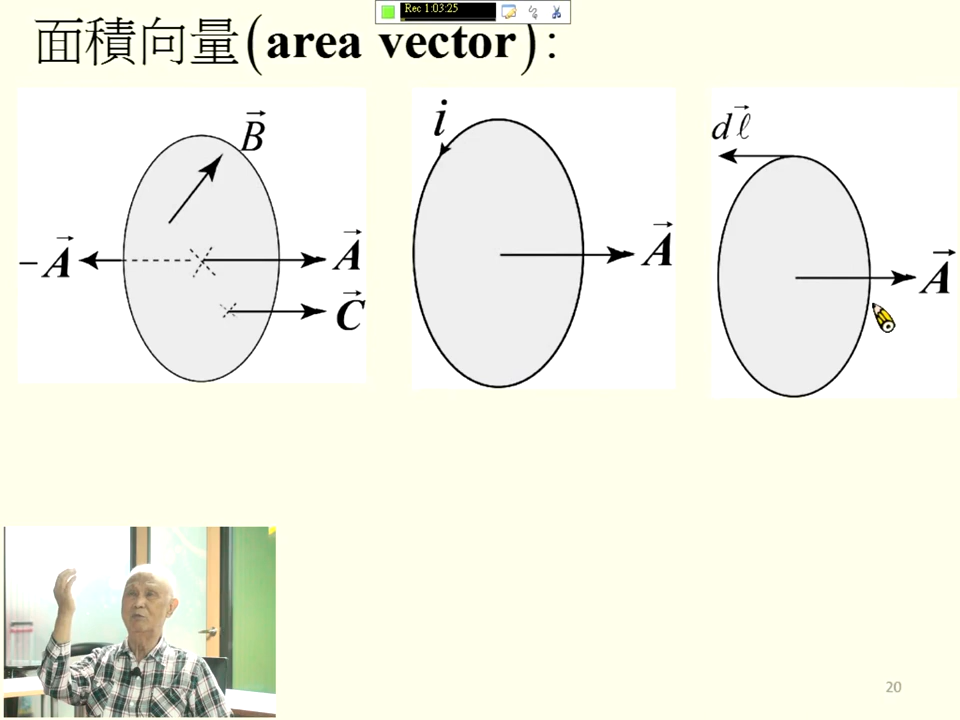 Rec 1:03:25
面積向量(area vector):
B⃗
-A⃗
A⃗
C⃗
i
A⃗
dℓ⃗
A⃗
20